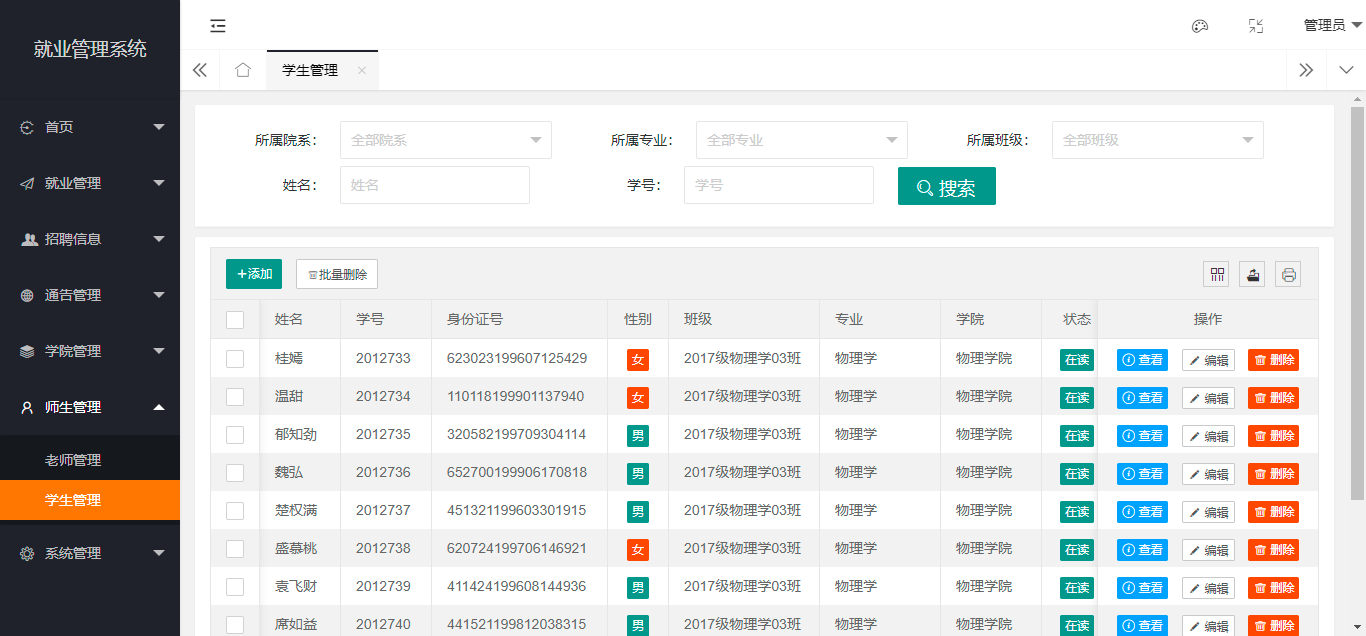 就业管理系统
管理员
首页
就业管理
招聘信息
通告管理
学院管理
师生管理
老师管理
学生管理
系统管理
学生管理
所属院系： 全部院系 所属专业： 全部专业 所属班级： 全部班级
姓名： 姓名 学号： 学号 搜索
+添加 批量删除
姓名 学号 身份证号 性别 班级 专业 学院 状态 操作
桂嫣 2012733 623023199607125429 女 2017级物理学03班 物理学 物理学院 在读 查看 编辑 删除
温甜 2012734 110118199901137940 女 2017级物理学03班 物理学 物理学院 在读 查看 编辑 删除
郁知劲 2012735 320582199709304114 男 2017级物理学03班 物理学 物理学院 在读 查看 编辑 删除
魏弘 2012736 652700199906170818 男 2017级物理学03班 物理学 物理学院 在读 查看 编辑 删除
楚权满 2012737 451321199603301915 男 2017级物理学03班 物理学 物理学院 在读 查看 编辑 删除
盛慕桃 2012738 620724199706146921 女 2017级物理学03班 物理学 物理学院 在读 查看 编辑 删除
袁飞财 2012739 411424199608144936 男 2017级物理学03班 物理学 物理学院 在读 查看 编辑 删除
席如益 2012740 441521199812038315 男 2017级物理学03班 物理学 物理学院 在读 查看 编辑 删除